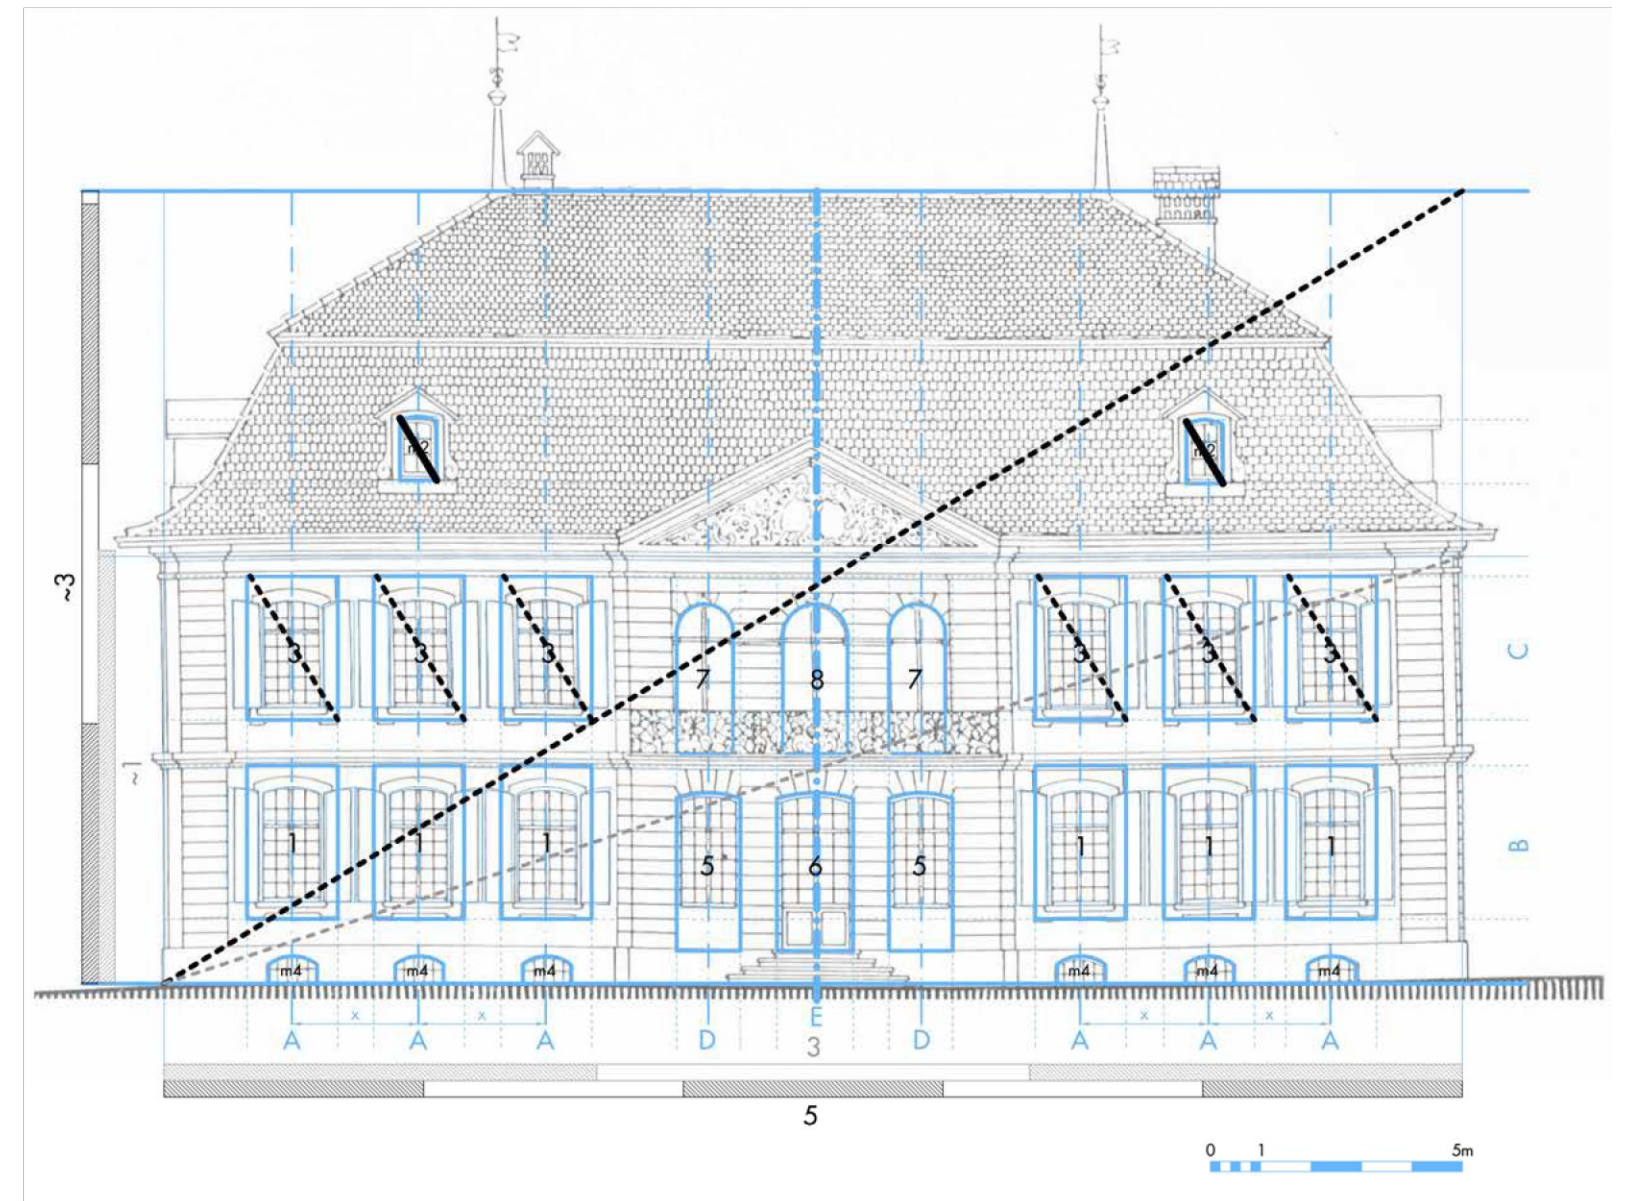 m2 m2
~3
3 3 3 3 3 3
7 8 7
C
~1
1 1 1 1 1 1
5 6 5
B
m4 m4 m4 m4 m4 m4
x x x x
A A A D E D A A A
3
5
0 1 5m